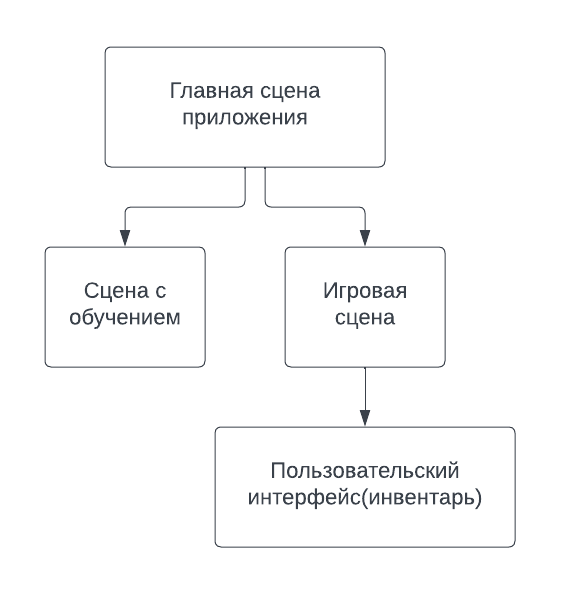 Главная сцена
приложения
Сцена с
обучением
Игровая
сцена
Пользовательский
интерфейс(инвентарь)